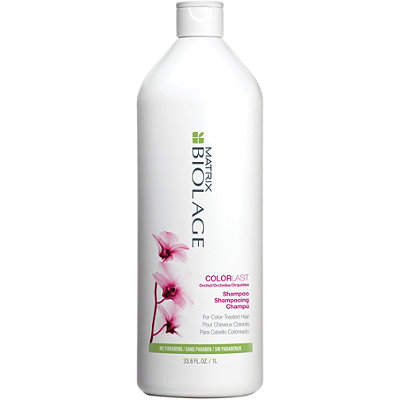 MATRIX
BIOLAGE
COLORLAST™
Orchid/Orchidée/Orquídea
Shampoo
Shampooing
Champú
For Color-Treated Hair
Pour Cheveux Colorés
Para Cabello Coloreado
NO PARABENS / SANS PARABEN / SIN PARABENOS
33.8 FL.OZ. / 1L